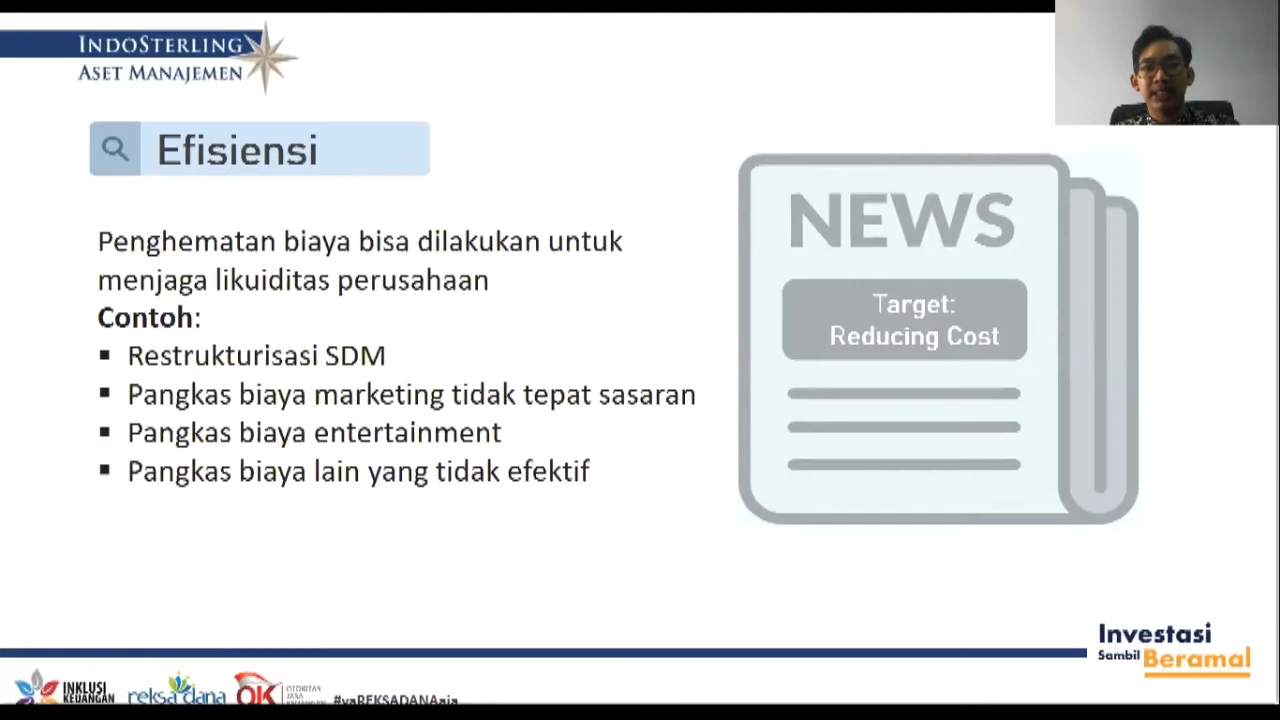 INDOSTERLING
ASET MANAJEMEN
Efisiensi
Penghematan biaya bisa dilakukan untuk
menjaga likuiditas perusahaan
Contoh:
▪ Restrukturisasi SDM
▪ Pangkas biaya marketing tidak tepat sasaran
▪ Pangkas biaya entertainment
▪ Pangkas biaya lain yang tidak efektif
NEWS
Target:
Reducing Cost
Investasi
Sambil Beramal
INKLUSI
KEUANGAN
reksa dana
OTORITAS
JASA
KEUANGAN
#yaREKSADANAaja